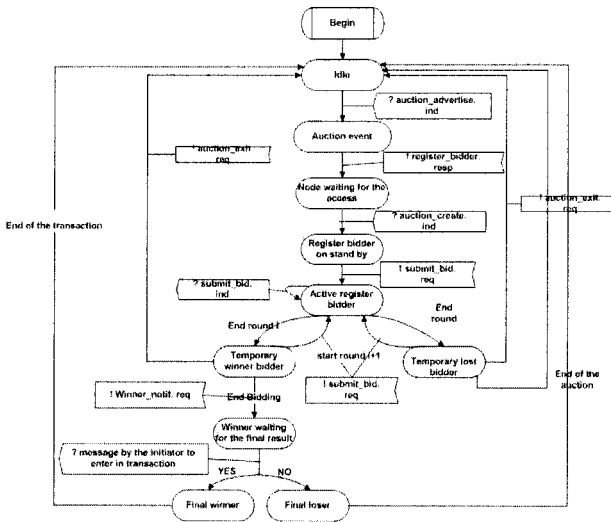 Begin
Idle
? auction_advertise.
ind
Auction event
! auction_exit
req
! register_bidder.
resp
Node waiting for the
access
! auction_exit.
req
? auction_create.
ind
End of the transaction
Register bidder
on stand by
! submit_bid.
req
? submit_bid.
ind
Active register
bidder
End
round
End round i
Temporary
winner bidder
start round i+1
Temporary lost
bidder
End of the
auction
! Winner_notif. req
End Bidding
! submit_bid.
req
Winner waiting
for the final result
? message by the initiator to
enter in transaction
YES
NO
Final winner
Final loser